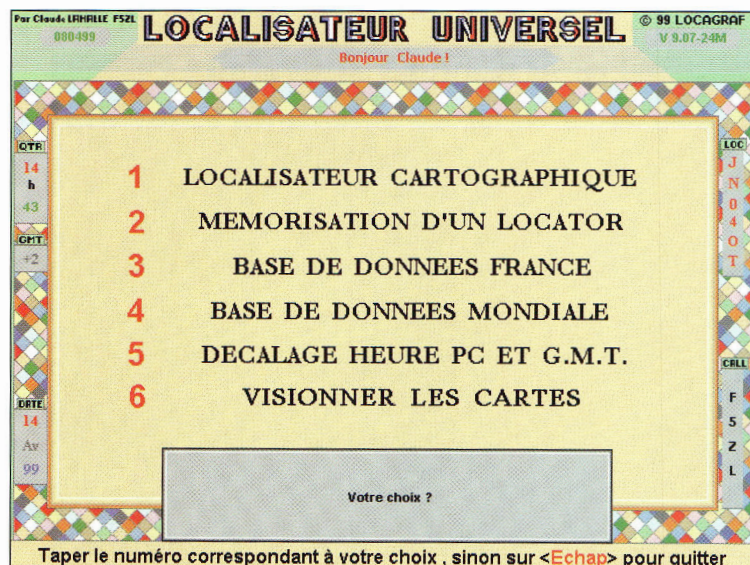 Par Claude LAHALLE F5ZL
080499
LOCALISATEUR UNIVERSEL
© 99 LOCAGRAF
V 9.07-24M
Bonjour Claude !
QTR
14
h
43
GMT
+2
DATE
14
Av
99
1 LOCALISATEUR CARTOGRAPHIQUE
2 MEMORISATION D'UN LOCATOR
3 BASE DE DONNEES FRANCE
4 BASE DE DONNEES MONDIALE
5 DECALAGE HEURE PC ET G.M.T.
6 VISIONNER LES CARTES
LOC
J
N
0
4
O
T
CALL
F
5
Z
L
Votre choix ?
Taper le numéro correspondant à votre choix , sinon sur <Echap> pour quitter